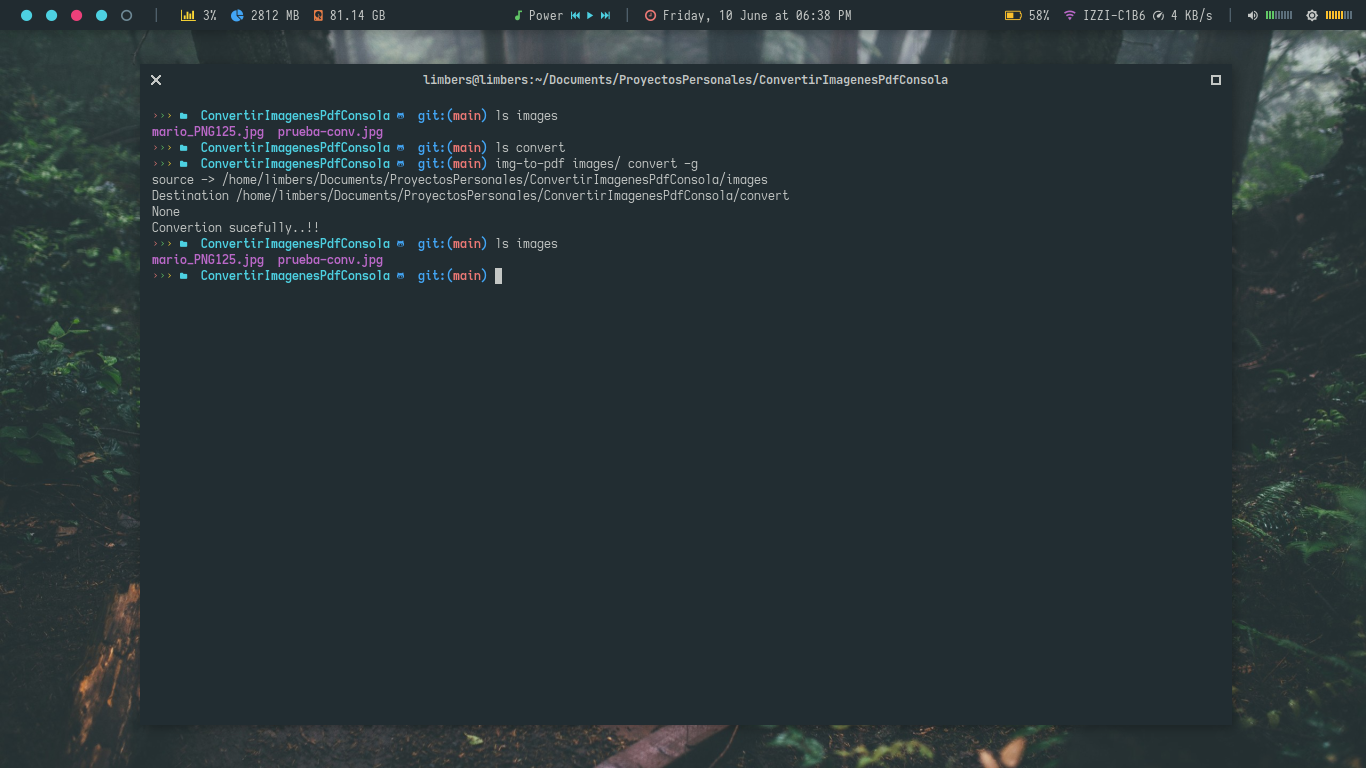 3% 2812 MB 81.14 GB Power Friday, 10 June at 06:38 PM 58% IZZI-C1B6 4 KB/s
limbers@limbers:~/Documents/ProyectosPersonales/ConvertirImagenesPdfConsola
››› ConvertirImagenesPdfConsola git:(main) ls images
mario_PNG125.jpg prueba-conv.jpg
››› ConvertirImagenesPdfConsola git:(main) ls convert
››› ConvertirImagenesPdfConsola git:(main) img-to-pdf images/ convert -g
source -> /home/limbers/Documents/ProyectosPersonales/ConvertirImagenesPdfConsola/images
Destination /home/limbers/Documents/ProyectosPersonales/ConvertirImagenesPdfConsola/convert
None
Convertion sucefully..!!
››› ConvertirImagenesPdfConsola git:(main) ls images
mario_PNG125.jpg prueba-conv.jpg
››› ConvertirImagenesPdfConsola git:(main)